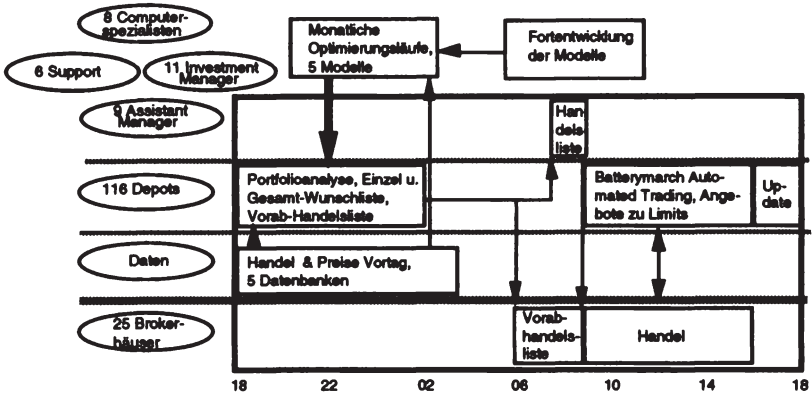 8 Computer-
spezialisten
6 Support
11 Investment
Manager
9 Assistant
Manager
116 Depots
Daten
25 Broker-
häuser
Monatliche
Optimierungsläufe,
5 Modelle
Fortentwicklung
der Modelle
Han-
dels-
liste
Portfolioanalyse, Einzel u.
Gesamt-Wunschliste,
Vorab-Handelsliste
Batterymarch Auto-
mated Trading, Ange-
bote zu Limits
Up-
date
Handel & Preise Vortag,
5 Datenbanken
Vorab-
handels-
liste
Handel
18 22 02 06 10 14 18